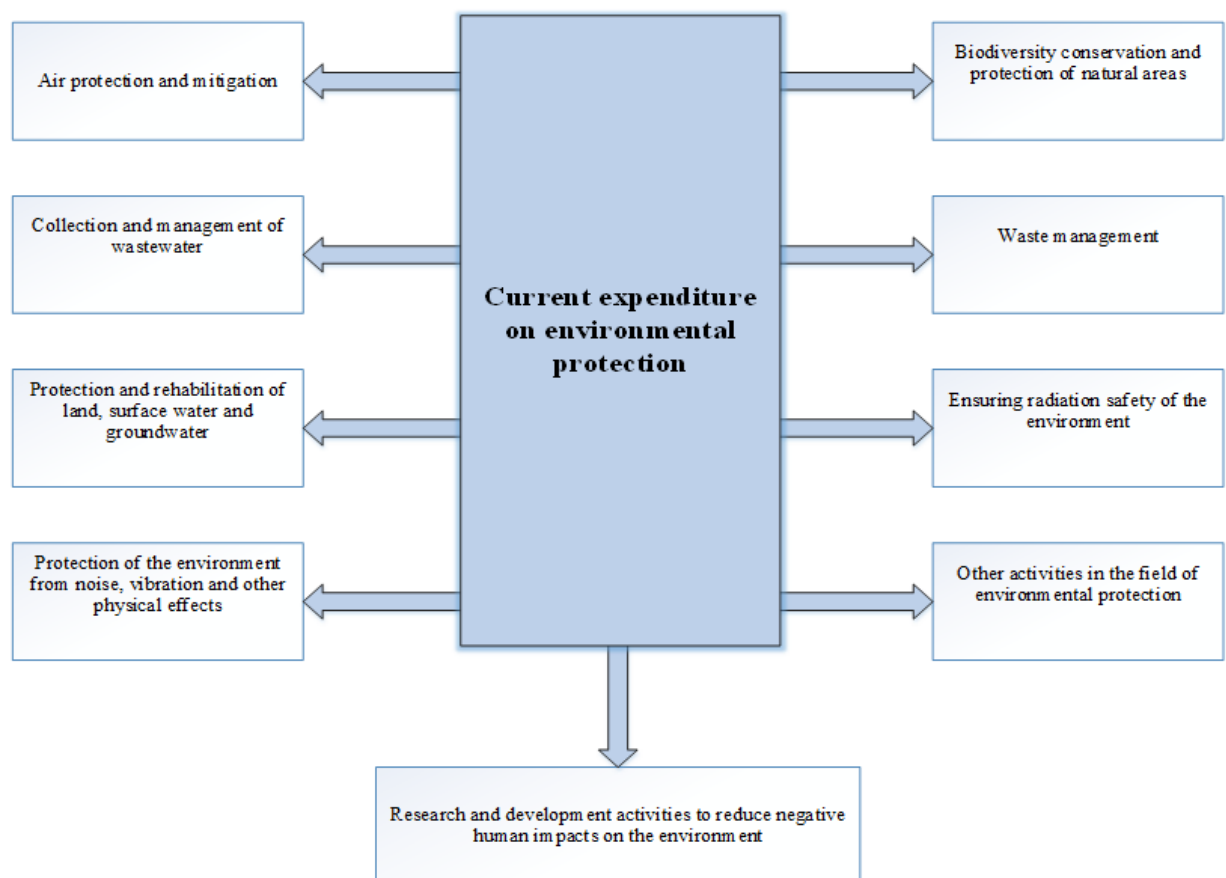 Air protection and mitigation
Biodiversity conservation and
protection of natural areas
Collection and management of
wastewater
Waste management
Current expenditure
on environmental
protection
Protection and rehabilitation of
land, surface water and
groundwater
Ensuring radiation safety of the
environment
Protection of the environment
from noise, vibration and other
physical effects
Other activities in the field of
environmental protection
Research and development activities to reduce negative
human impacts on the environment